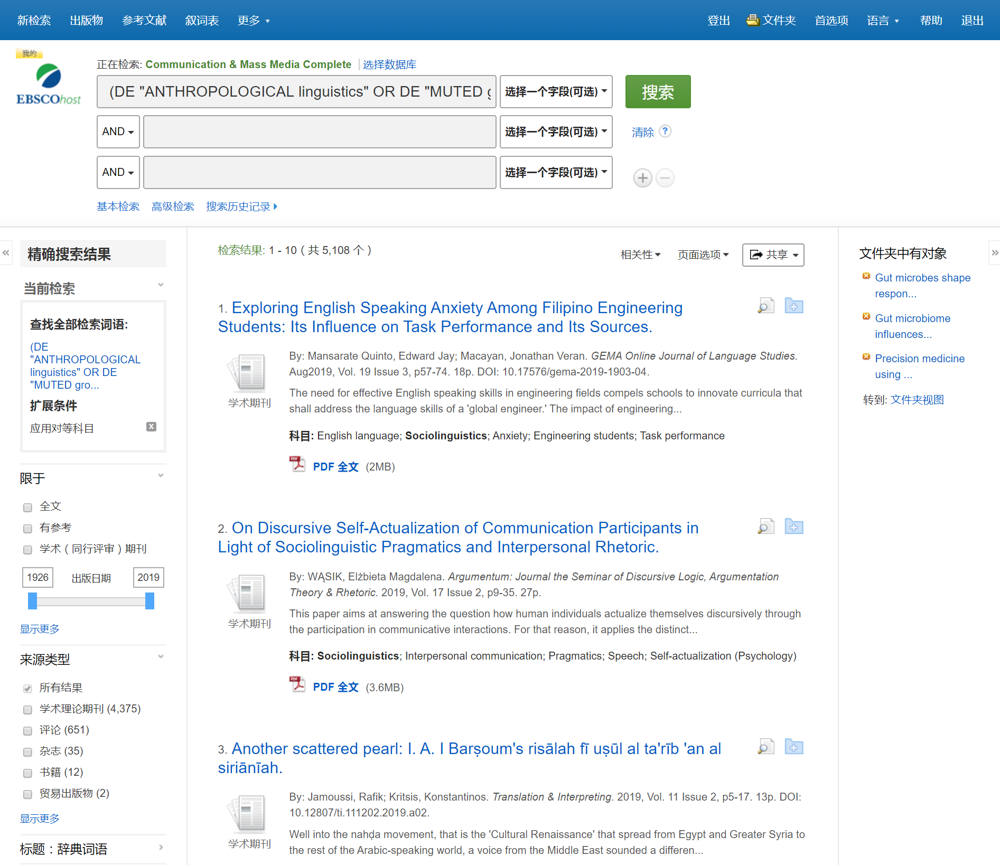 新检索 出版物 参考文献 叙词表 更多 登出 文件夹 首选项 语言 帮助 退出
我的
EBSCOhost
正在检索: Communication & Mass Media Complete 选择数据库
(DE "ANTHROPOLOGICAL linguistics" OR DE "MUTED g 选择一个字段(可选) 搜索
AND 选择一个字段(可选) 清除 ?
AND 选择一个字段(可选)
基本检索 高级检索 搜索历史记录
精确搜索结果
当前检索
查找全部检索词语:
(DE
"ANTHROPOLOGICAL
linguistics" OR DE
"MUTED gro...
扩展条件
应用对等科目
限于
全文
有参考
学术（同行评审）期刊
1926 出版日期 2019
显示更多
来源类型
所有结果
学术理论期刊 (4,375)
评论 (651)
杂志 (35)
书籍 (12)
贸易出版物 (2)
显示更多
标题：辞典词语
检索结果: 1 - 10（共 5,108 个）
相关性 页面选项 共享
1. Exploring English Speaking Anxiety Among Filipino Engineering
Students: Its Influence on Task Performance and Its Sources.
学术期刊
By: Mansarate Quinto, Edward Jay; Macayan, Jonathan Veran. GEMA Online Journal of Language Studies.
Aug2019, Vol. 19 Issue 3, p57-74. 18p. DOI: 10.17576/gema-2019-1903-04.
The need for effective English speaking skills in engineering fields compels schools to innovate curricula that
shall address the language skills of a 'global engineer.' The impact of engineering...
科目: English language; Sociolinguistics; Anxiety; Engineering students; Task performance
PDF 全文 (2MB)
2. On Discursive Self-Actualization of Communication Participants in
Light of Sociolinguistic Pragmatics and Interpersonal Rhetoric.
学术期刊
By: WĄSIK, Elżbieta Magdalena. Argumentum: Journal the Seminar of Discursive Logic, Argumentation
Theory & Rhetoric. 2019, Vol. 17 Issue 2, p9-35. 27p.
This paper aims at answering the question how human individuals actualize themselves discursively through
the participation in communicative interactions. For that reason, it applies the distinct...
科目: Sociolinguistics; Interpersonal communication; Pragmatics; Speech; Self-actualization (Psychology)
PDF 全文 (3.6MB)
3. Another scattered pearl: I. A. I Barṣoum's risālah fī uṣūl al ta'rīb 'an al
siriānīah.
学术期刊
By: Jamoussi, Rafik; Kritsis, Konstantinos. Translation & Interpreting. 2019, Vol. 11 Issue 2, p5-17. 13p. DOI:
10.12807/ti.111202.2019.a02.
Well into the nahḍa movement, that is the 'Cultural Renaissance' that spread from Egypt and Greater Syria to
the rest of the Arabic-speaking world, a voice from the Middle East sounded a differen...
文件夹中有对象
Gut microbes shape
respon...
Gut microbiome
influences...
Precision medicine
using ...
转到: 文件夹视图